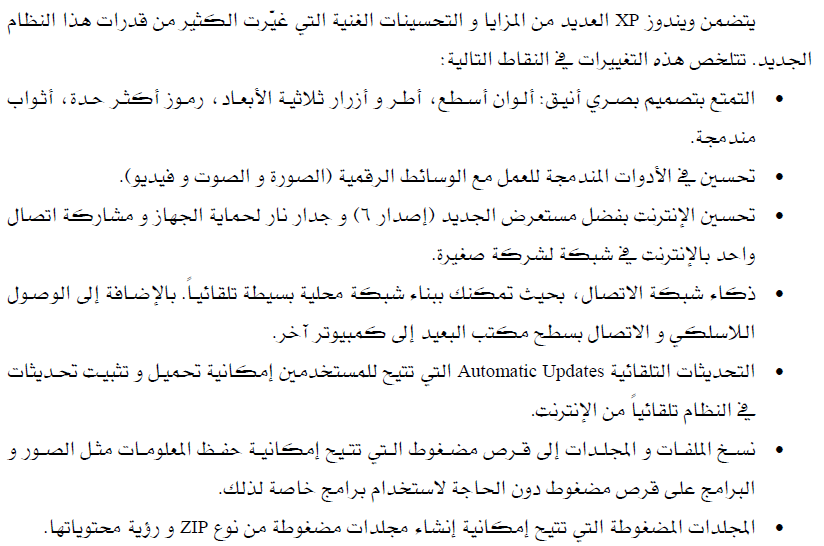 يتضمن ويندوز XP العديد من المزايا و التحسينات الغنية التي غيّرت الكثير من قدرات هذا النظام
الجديد. تتلخص هذه التغييرات في النقاط التالية:
• التمتع بتصميم بصري أنيق: ألوان أسطع، أطر و أزرار ثلاثية الأبعاد، رموز أكثر حدة، أثواب
مندمجة.
• تحسين في الأدوات المندمجة للعمل مع الوسائط الرقمية (الصورة و الصوت و فيديو).
• تحسين الإنترنت بفضل مستعرض الجديد (إصدار ٦) و جدار نار لحماية الجهاز و مشاركة اتصال
واحد بالإنترنت في شبكة لشركة صغيرة.
• ذكاء شبكة الاتصال، بحيث تمكنك ببناء شبكة محلية بسيطة تلقائياً. بالإضافة إلى الوصول
اللاسلكي و الاتصال بسطح مكتب البعيد إلى كمبيوتر آخر.
• التحديثات التلقائية Automatic Updates التي تتيح للمستخدمين إمكانية تحميل و تثبيت تحديثات
في النظام تلقائياً من الإنترنت.
• نسخ الملفات و المجلدات إلى قرص مضغوط التي تتيح إمكانية حفظ المعلومات مثل الصور و
البرامج على قرص مضغوط دون الحاجة لاستخدام برامج خاصة لذلك.
• المجلدات المضغوطة التي تتيح إمكانية إنشاء مجلدات مضغوطة من نوع ZIP و رؤية محتوياتها.